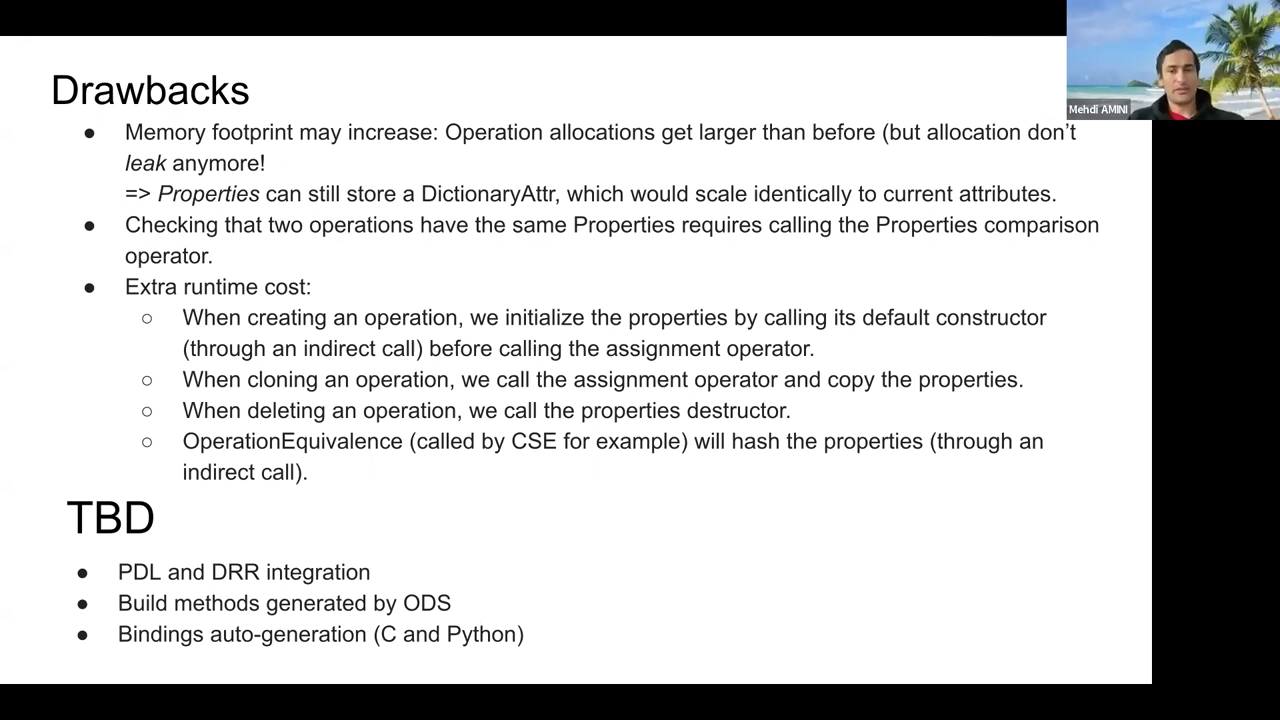 Drawbacks
Mehdi AMINI
● Memory footprint may increase: Operation allocations get larger than before (but allocation don't
leak anymore!
=> Properties can still store a DictionaryAttr, which would scale identically to current attributes.
● Checking that two operations have the same Properties requires calling the Properties comparison
operator.
● Extra runtime cost:
○ When creating an operation, we initialize the properties by calling its default constructor
(through an indirect call) before calling the assignment operator.
○ When cloning an operation, we call the assignment operator and copy the properties.
○ When deleting an operation, we call the properties destructor.
○ OperationEquivalence (called by CSE for example) will hash the properties (through an
indirect call).
TBD
● PDL and DRR integration
● Build methods generated by ODS
● Bindings auto-generation (C and Python)